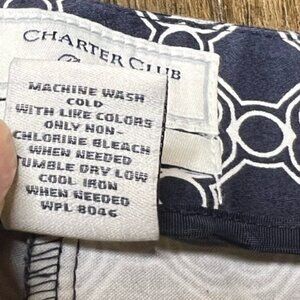 CHARTER CLUB
MACHINE WASH
COLD
WITH LIKE COLORS
ONLY NON-
CHLORINE BLEACH
WHEN NEEDED
TUMBLE DRY LOW
COOL IRON
WHEN NEEDED
WPL 8046